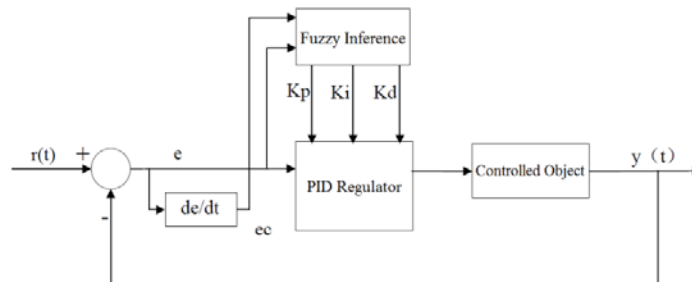 Fuzzy Inference
Kp Ki Kd
r(t) + e
PID Regulator
Controlled Object
y（t）
-
de/dt
ec